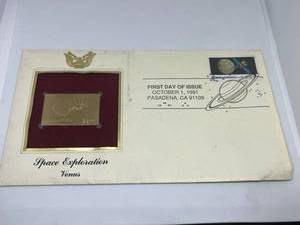 FIRST DAY OF ISSUE
OCTOBER 1, 1991
PASADENA, CA 91109
Space Exploration
Venus